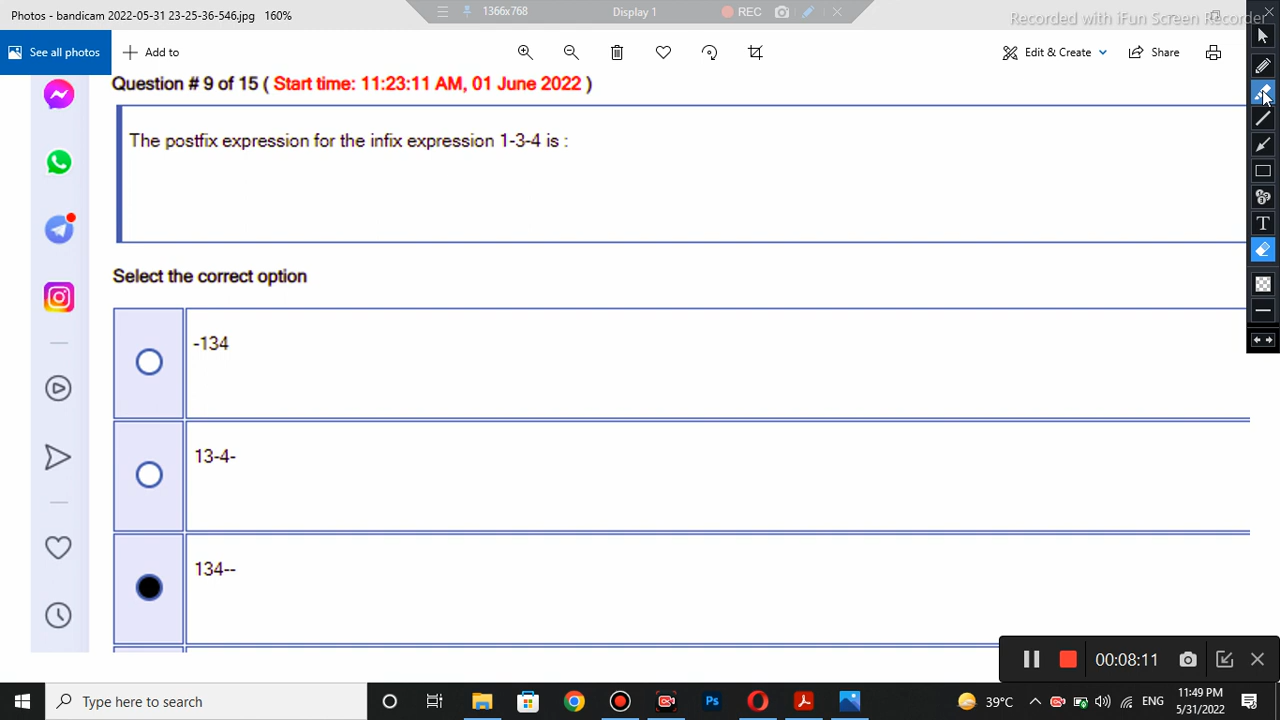 Photos - bandicam 2022-05-31 23-25-36-546.jpg 160%
1366x768
Display 1
REC
Recorded with iFun Screen Recorder
See all photos
Add to
Edit & Create
Share
Question # 9 of 15 ( Start time: 11:23:11 AM, 01 June 2022 )
The postfix expression for the infix expression 1-3-4 is :
Select the correct option
-134
13-4-
134--
00:08:11
Type here to search
Ps
39°C
ENG
11:49 PM
5/31/2022